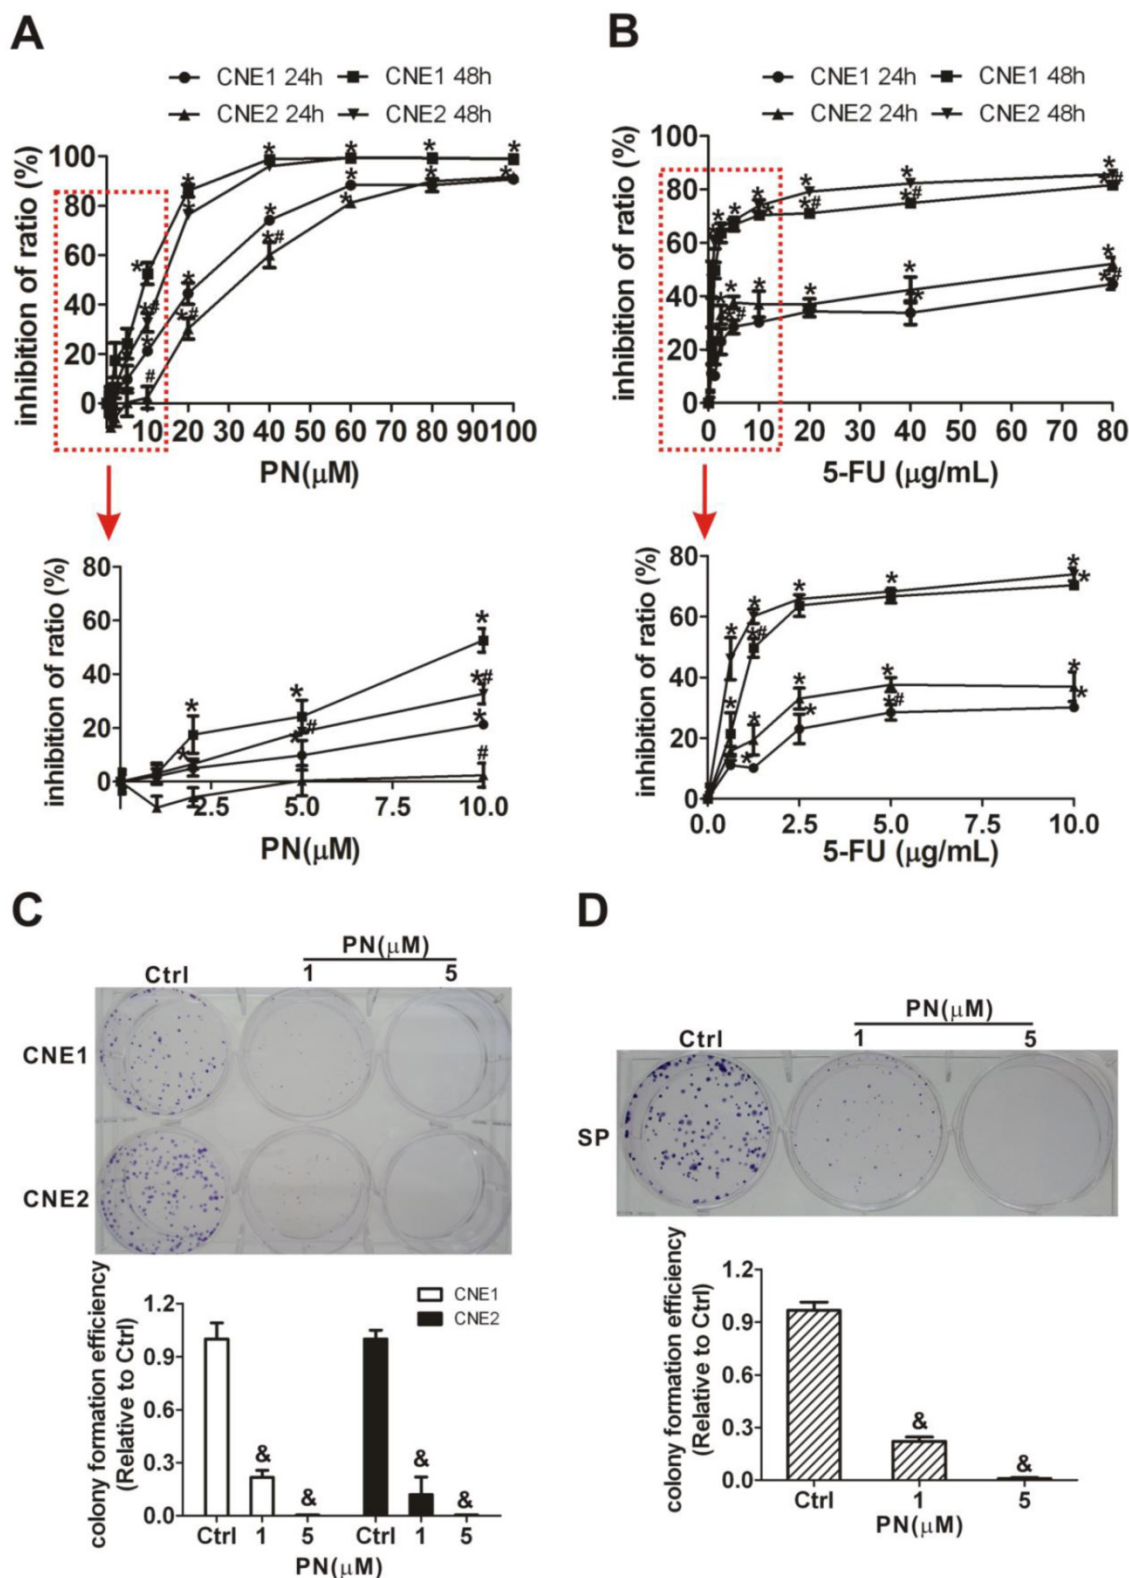 A
CNE1 24h
CNE1 48h
CNE2 24h
CNE2 48h
inhibition of ratio (%)
100
80
60
40
20
0
10 20 30 40 50 60 70 80 90100
PN(μM)
* * * * * * * * * * *# * * *# *# * #
80
60
40
20
0
inhibition of ratio (%)
2.5 5.0 7.5 10.0
PN(μM)
* * * *# # * * * #
B
CNE1 24h
CNE1 48h
CNE2 24h
CNE2 48h
inhibition of ratio (%)
100
80
60
40
20
0
0 10 20 30 40 50 60 70 80
5-FU (μg/mL)
80
60
40
20
0
inhibition of ratio (%)
0.0 2.5 5.0 7.5 10.0
5-FU (μg/mL)
C
PN(μM)
Ctrl 1 5
CNE1
CNE2
CNE1
CNE2
colony formation efficiency
(Relative to Ctrl)
1.2
0.9
0.6
0.3
0.0
& & & &
Ctrl 1 5 Ctrl 1 5
PN(μM)
D
PN(μM)
Ctrl 1 5
SP
colony formation efficiency
(Relative to Ctrl)
1.2
0.9
0.6
0.3
0.0
& &
Ctrl 1 5
PN(μM)